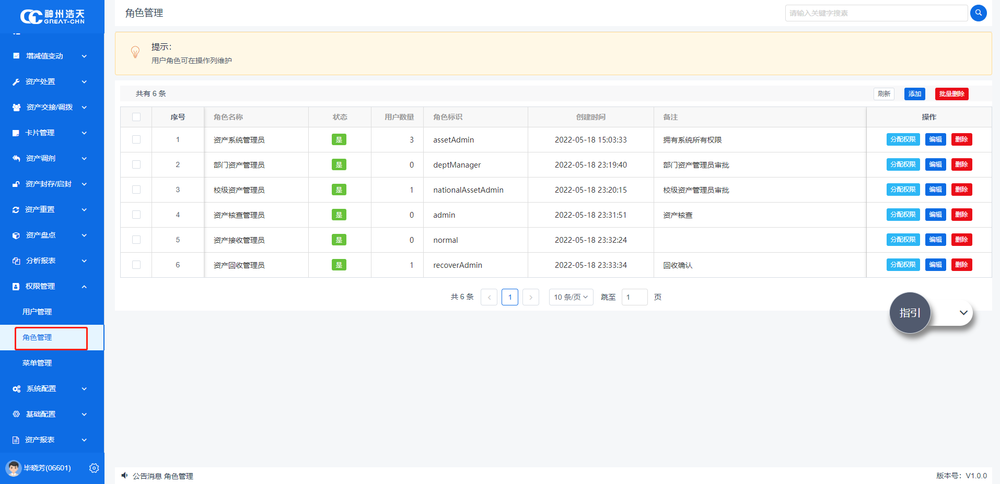 神州浩天
GREAT-CHN
增减值变动
资产处置
资产交接/调拨
卡片管理
资产调剂
资产封存/启封
资产重置
资产盘点
分析报表
权限管理
用户管理
角色管理
菜单管理
系统配置
基础配置
资产报表
毕晓芳(06601)
角色管理
请输入关键字搜素
提示：
用户角色可在操作列维护
共有 6 条
刷新 添加 批量删除
序号 角色名称 状态 用户数量 角色标识 创建时间 备注 操作
1 资产系统管理员 是 3 assetAdmin 2022-05-18 15:03:33 拥有系统所有权限 分配权限 编辑 删除
2 部门资产管理员 是 0 deptManager 2022-05-18 23:19:40 部门资产管理员审批 分配权限 编辑 删除
3 校级资产管理员 是 1 nationalAssetAdmin 2022-05-18 23:20:15 校级资产管理员审批 分配权限 编辑 删除
4 资产核查管理员 是 0 admin 2022-05-18 23:31:51 资产核查 分配权限 编辑 删除
5 资产接收管理员 是 0 normal 2022-05-18 23:32:24 分配权限 编辑 删除
6 资产回收管理员 是 1 recoverAdmin 2022-05-18 23:33:34 回收确认 分配权限 编辑 删除
共 6 条 1 10 条/页 跳至 1 页
指引
公告消息 角色管理
版本号：V1.0.0